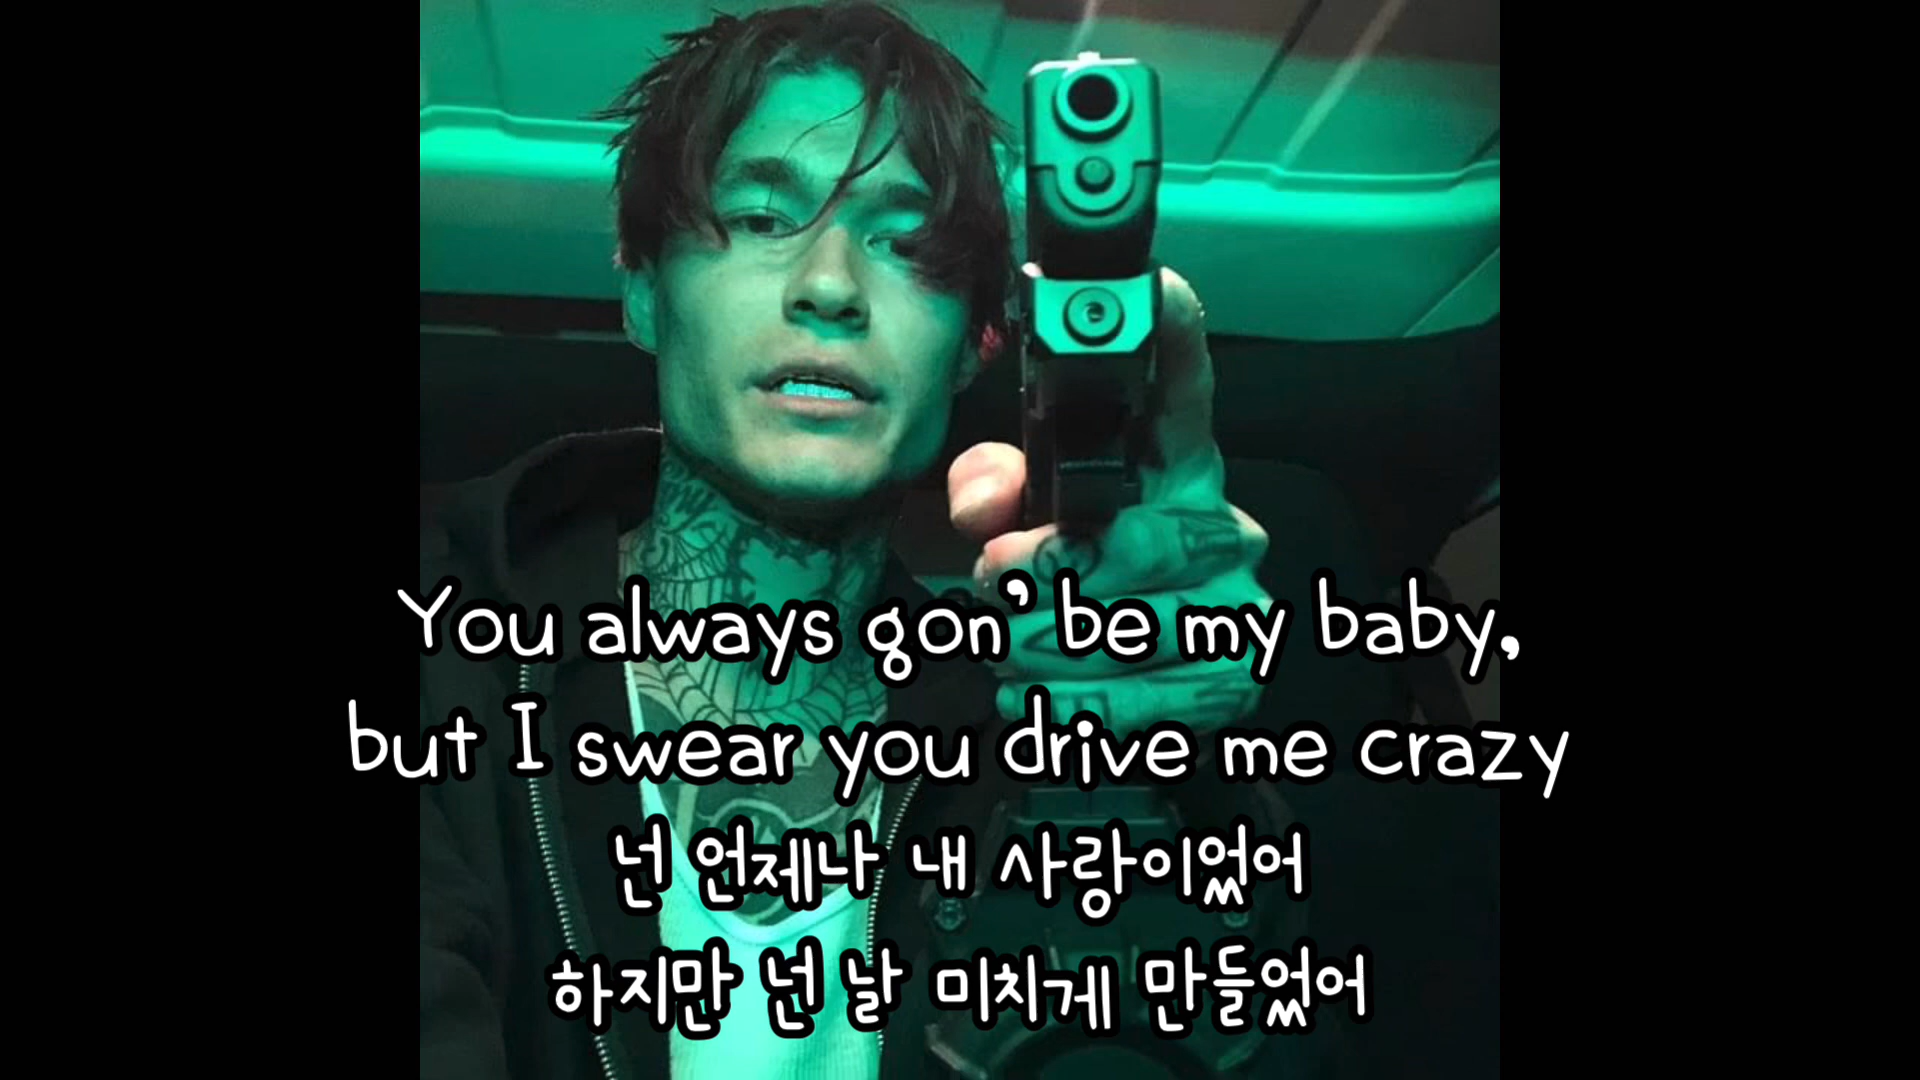 You always gon' be my baby,
but I swear you drive me crazy
넌 언제나 내 사랑이었어
하지만 넌 날 미치게 만들었어